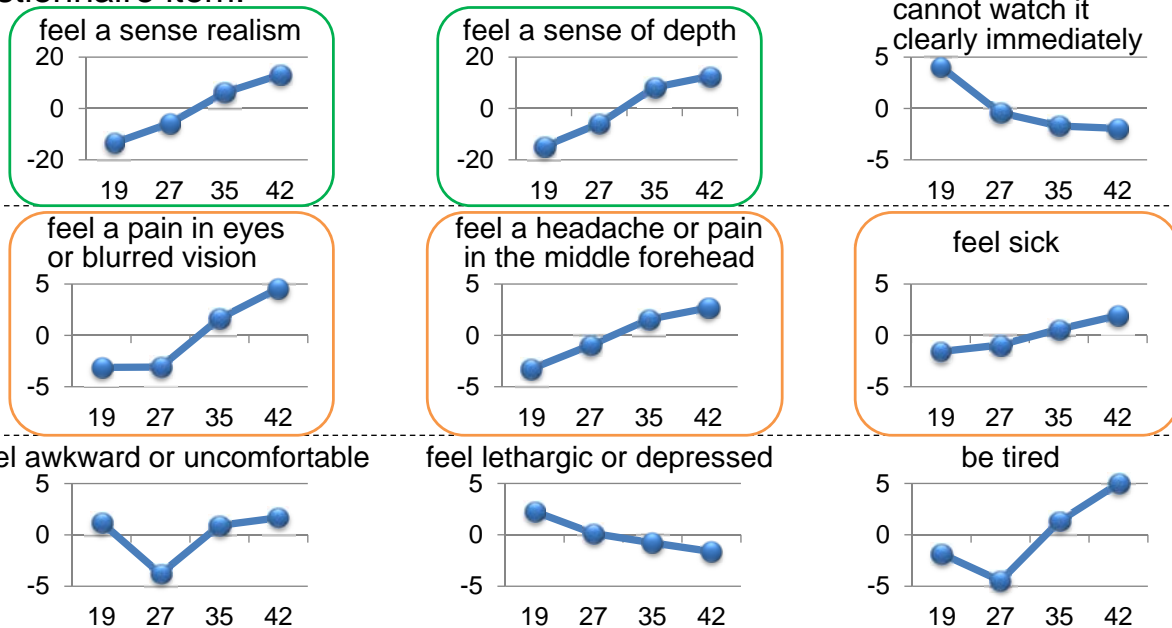 feel a sense realism
20
0
-20
19 27 35 42
feel a sense of depth
20
0
-20
19 27 35 42
cannot watch it
clearly immediately
5
0
-5
19 27 35 42
feel a pain in eyes
or blurred vision
5
0
-5
19 27 35 42
feel a headache or pain
in the middle forehead
5
0
-5
19 27 35 42
feel sick
5
0
-5
19 27 35 42
awkward or uncomfortable
5
0
-5
19 27 35 42
feel lethargic or depressed
5
0
-5
19 27 35 42
be tired
5
0
-5
19 27 35 42